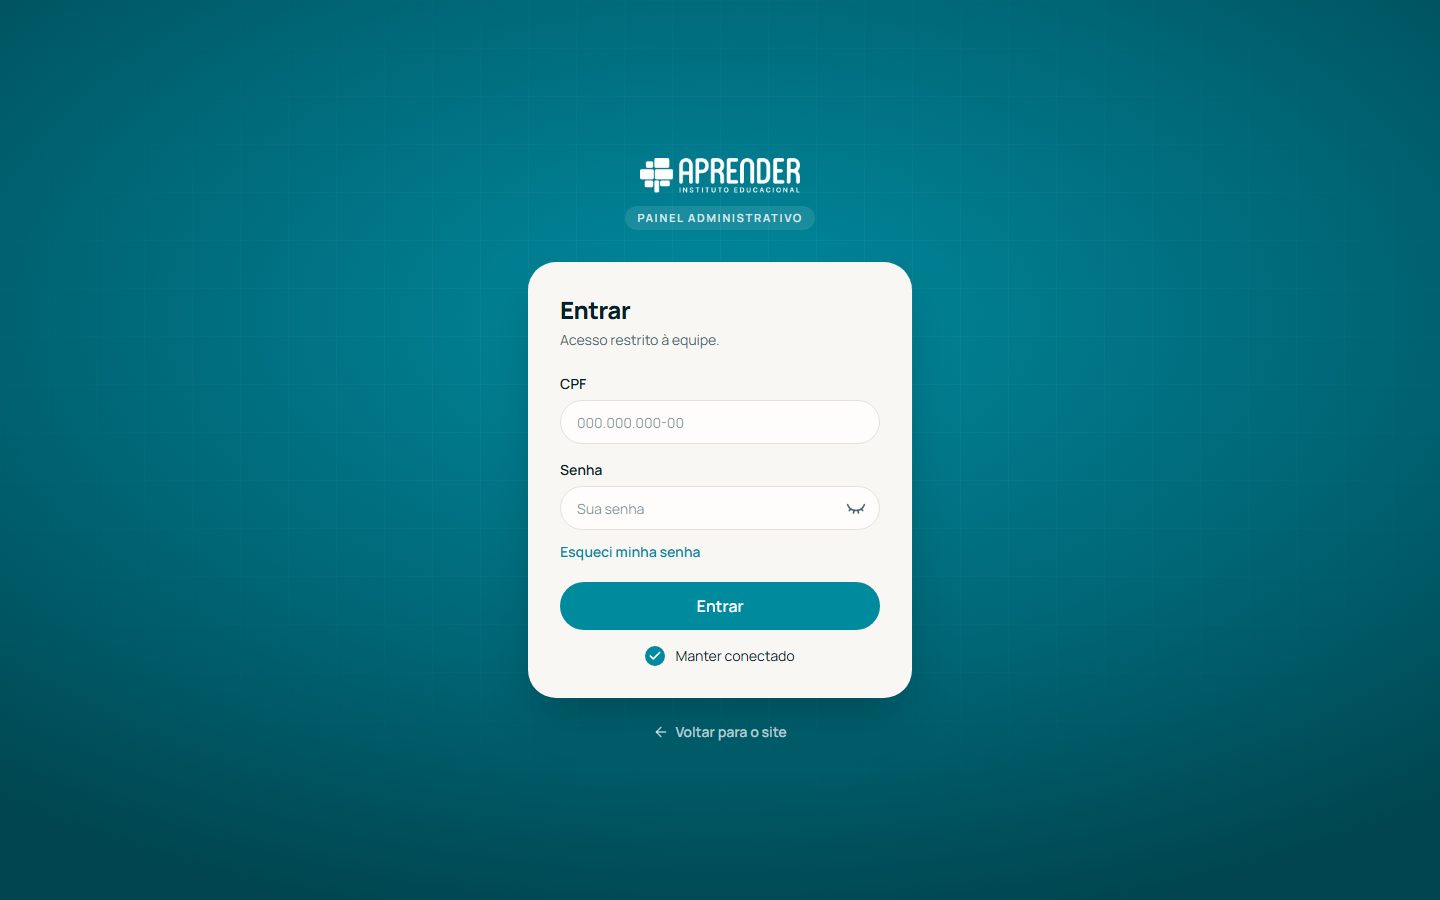 APRENDER
INSTITUTO EDUCACIONAL
PAINEL ADMINISTRATIVO
Entrar
Acesso restrito à equipe.
CPF
000.000.000-00
Senha
Sua senha
Esqueci minha senha
Entrar
Manter conectado
Voltar para o site